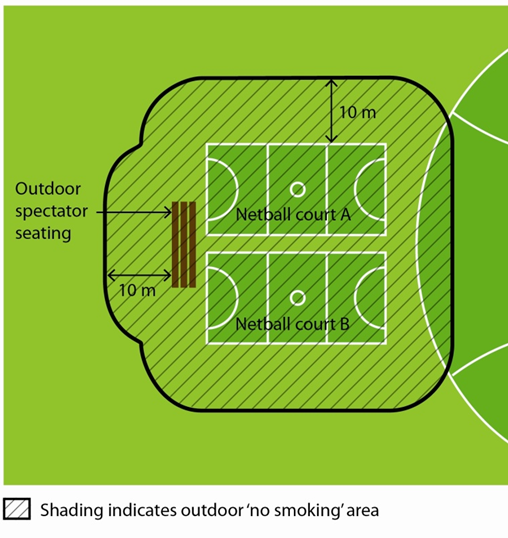 10 m
Outdoor
spectator
seating
Netball court A
10 m
Netball court B
Shading indicates outdoor ‘no smoking’ area